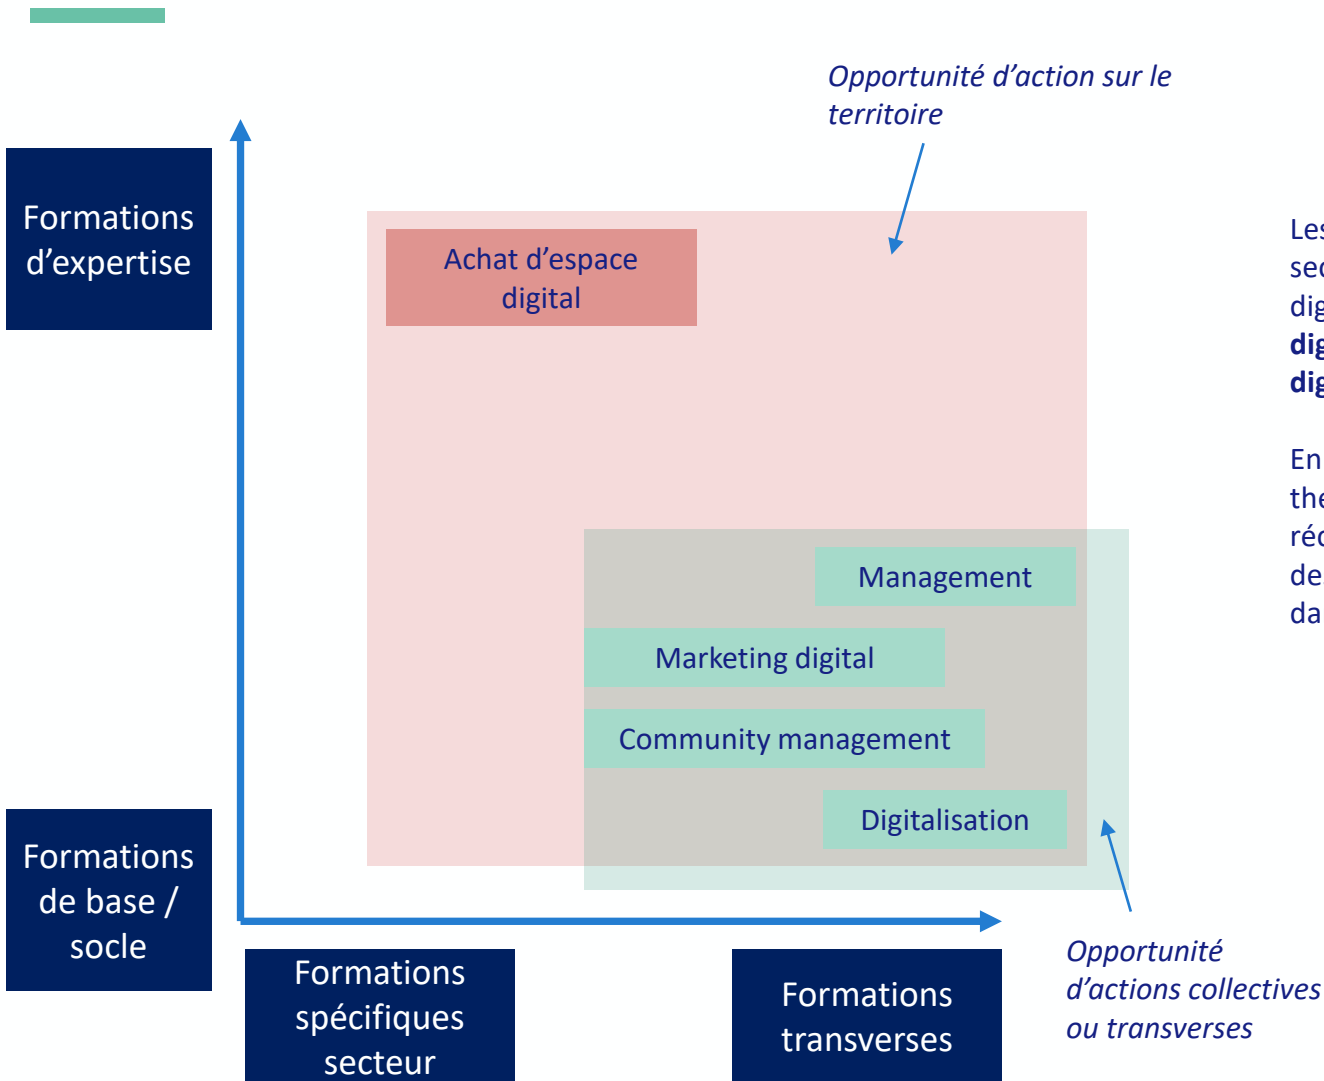 Opportunité d’action sur le
territoire
Formations
d’expertise
Achat d’espace
digital
Management
Marketing digital
Community management
Digitalisation
Formations
de base /
socle
Formations
spécifiques
secteur
Formations
transverses
Opportunité
d’actions collectives
ou transverses
En